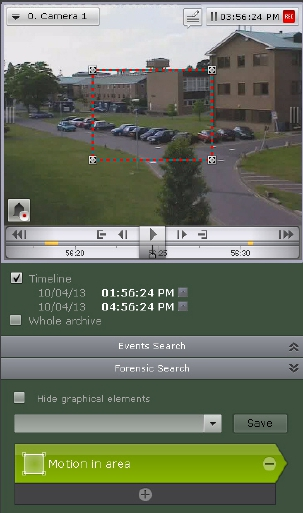 0. Camera 1
03:56:24 PM REC
56:20
56:25
56:30
Timeline
10/04/13 01:56:24 PM
10/04/13 04:56:24 PM
Whole archive
Events Search
Forensic Search
Hide graphical elements
Save
Motion in area